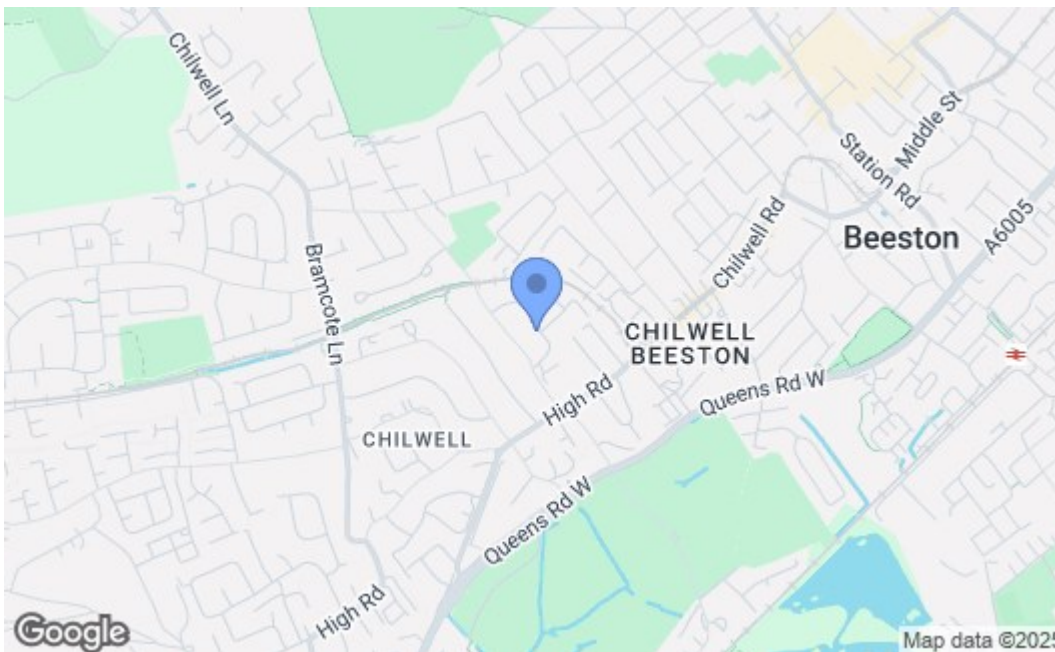 Chilwell Ln
Middle St
Station Rd
A6005
Chilwell Rd
Beeston
Bramcote Ln
CHILWELL
BEESTON
Queens Rd W
High Rd
CHILWELL
Queens Rd W
High Rd
Google
Map data ©2025